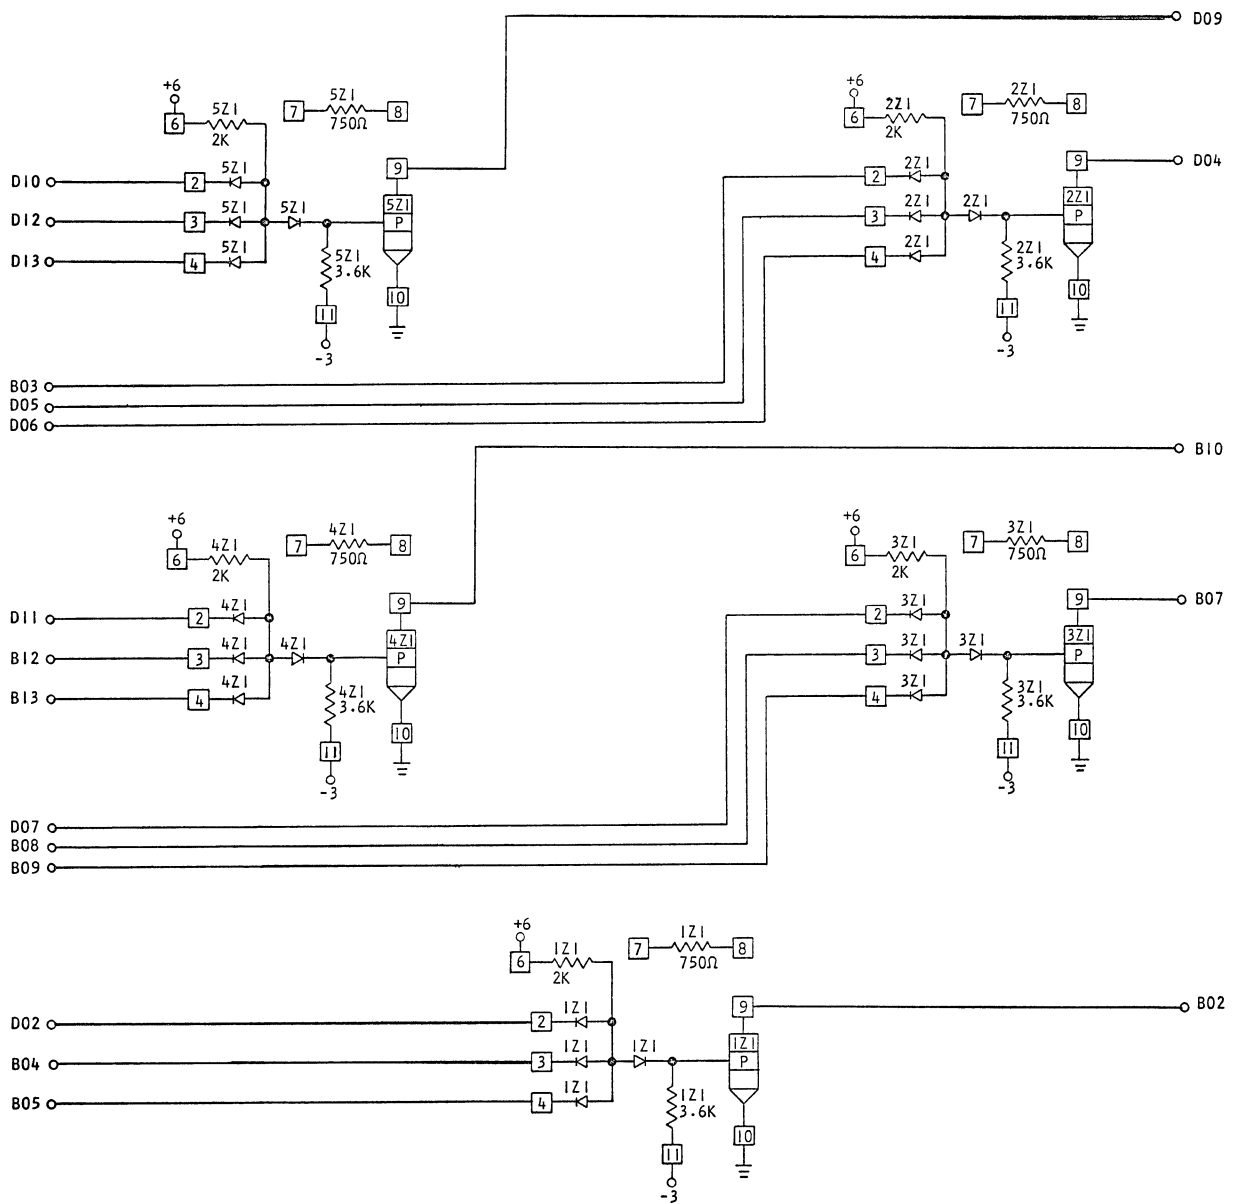 D09
+6
5Z1
6
2K
7
5Z1
750Ω
8
9
D10
2
5Z1
D12
3
5Z1
5Z1
5Z1
P
D13
4
5Z1
5Z1
3.6K
10
11
-3
+6
2Z1
6
2K
7
2Z1
750Ω
8
9
D04
2
2Z1
3
2Z1
2Z1
2Z1
P
4
2Z1
2Z1
3.6K
10
11
-3
B03
D05
D06
B10
+6
4Z1
6
2K
7
4Z1
750Ω
8
9
D11
2
4Z1
B12
3
4Z1
4Z1
4Z1
P
B13
4
4Z1
4Z1
3.6K
10
11
-3
+6
3Z1
6
2K
7
3Z1
750Ω
8
9
B07
2
3Z1
3
3Z1
3Z1
3Z1
P
4
3Z1
3Z1
3.6K
10
11
-3
D07
B08
B09
+6
1Z1
6
2K
7
1Z1
750Ω
8
9
B02
D02
2
1Z1
B04
3
1Z1
1Z1
1Z1
P
B05
4
1Z1
1Z1
3.6K
10
11
-3